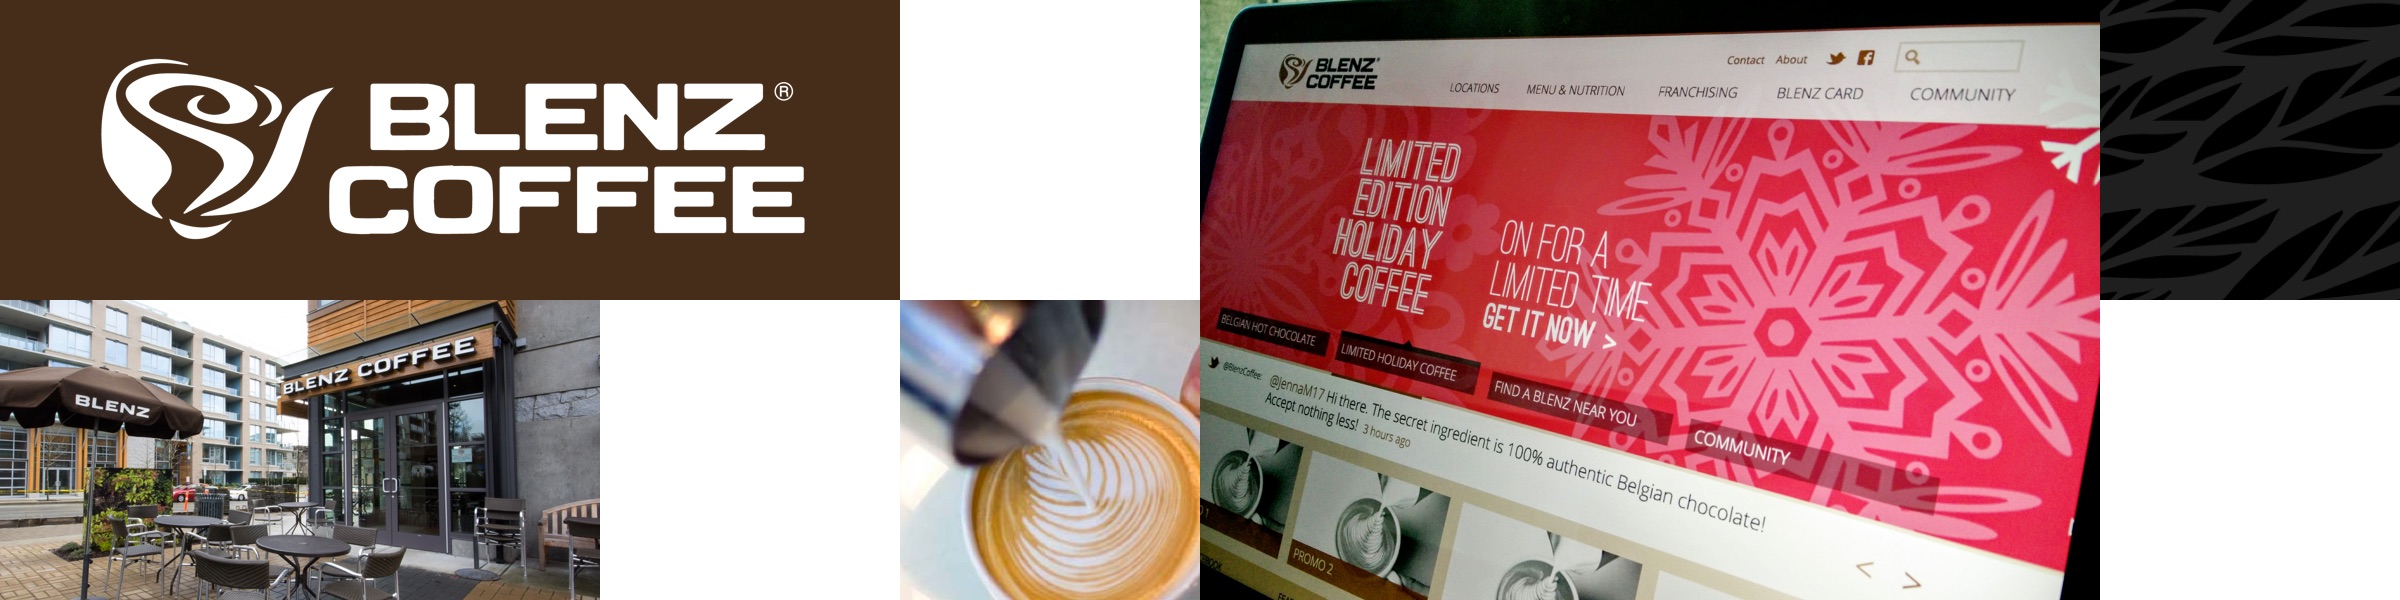 BLENZ®
COFFEE
BLENZ COFFEE
BLENZ
BLENZ®
COFFEE
Contact About
LOCATIONS MENU & NUTRITION FRANCHISING BLENZ CARD COMMUNITY
LIMITED
EDITION
HOLIDAY
COFFEE
ON FOR A
LIMITED TIME
GET IT NOW >
BELGIAN HOT CHOCOLATE
LIMITED HOLIDAY COFFEE
FIND A BLENZ NEAR YOU
COMMUNITY
@BlenzCoffee: @JennaM17 Hi there. The secret ingredient is 100% authentic Belgian chocolate!
Accept nothing less! 3 hours ago
< >
PROMO 2